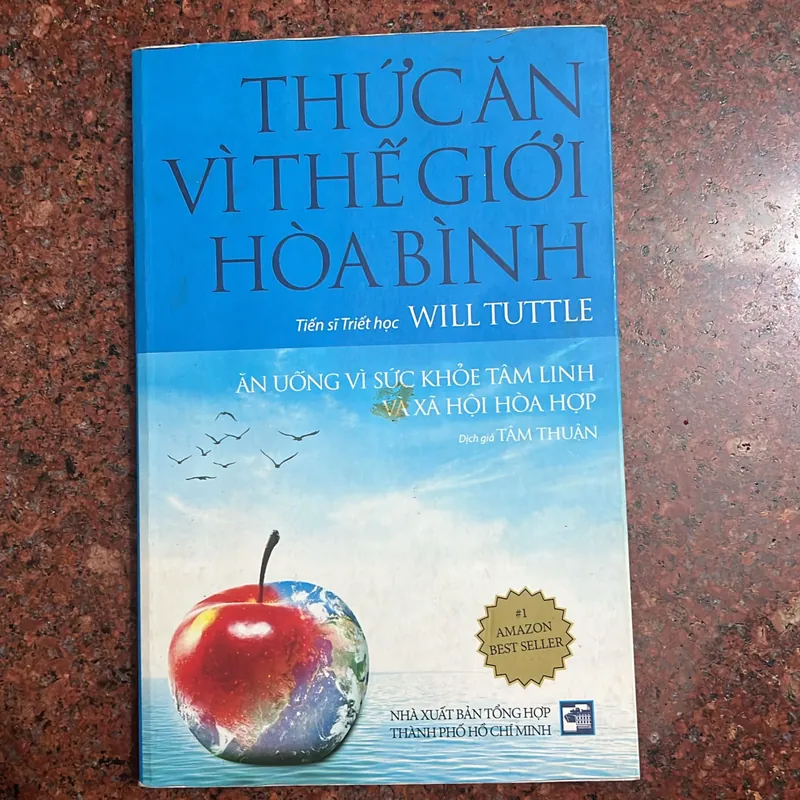 THỨC ĂN
VÌ THẾ GIỚI
HÒA BÌNH
Tiến sĩ Triết học WILL TUTTLE
ĂN UỐNG VÌ SỨC KHỎE TÂM LINH
VÀ XÃ HỘI HÒA HỢP
Dịch giả TÂM THUẬN
#1
AMAZON
BEST SELLER
NHÀ XUẤT BẢN TỔNG HỢP
THÀNH PHỐ HỒ CHÍ MINH